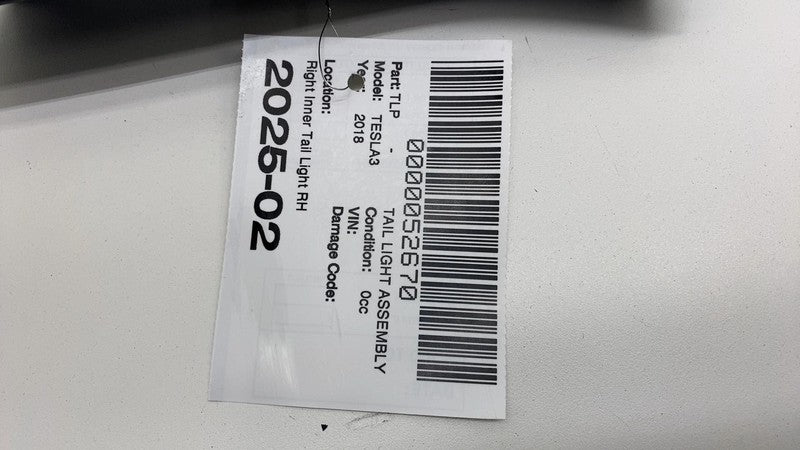 0000052670
Part: TLP - TAIL LIGHT ASSEMBLY
Model: TESLA3 Condition: 0cc
Year: 2018 VIN:
Location: Damage Code:
Right Inner Tail Light RH
2025-02